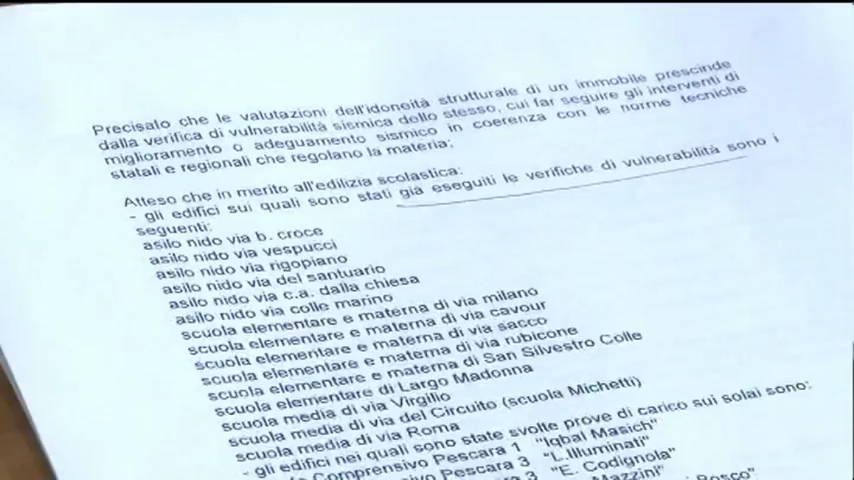 Precisato che le valutazioni dell'idoneità strutturale di un immobile prescinde
dalla verifica di vulnerabilità sismica dello stesso, cui far seguire gli interventi di
miglioramento o adeguamento sismico in coerenza con le norme tecniche
statali e regionali che regolano la materia;
Atteso che in merito all'edilizia scolastica:
- gli edifici sui quali sono stati già eseguiti le verifiche di vulnerabilità sono i
seguenti:
asilo nido via b. croce
asilo nido via vespucci
asilo nido via rigopiano
asilo nido via del santuario
asilo nido via c.a. dalla chiesa
asilo nido via colle marino
scuola elementare e materna di via milano
scuola elementare e materna di via cavour
scuola elementare e materna di via sacco
scuola elementare e materna di via rubicone
scuola elementare e materna di San Silvestro Colle
scuola elementare di Largo Madonna
scuola media di via Virgilio
scuola media di via del Circuito (scuola Michetti)
scuola media di via Roma
- gli edifici nei quali sono state svolte prove di carico sui solai sono:
Comprensivo Pescara 1 "Iqbal Masich"
Pescara 3 "L.Illuminati"
3 "E. Codignola"
Mazzini"
Bosco"